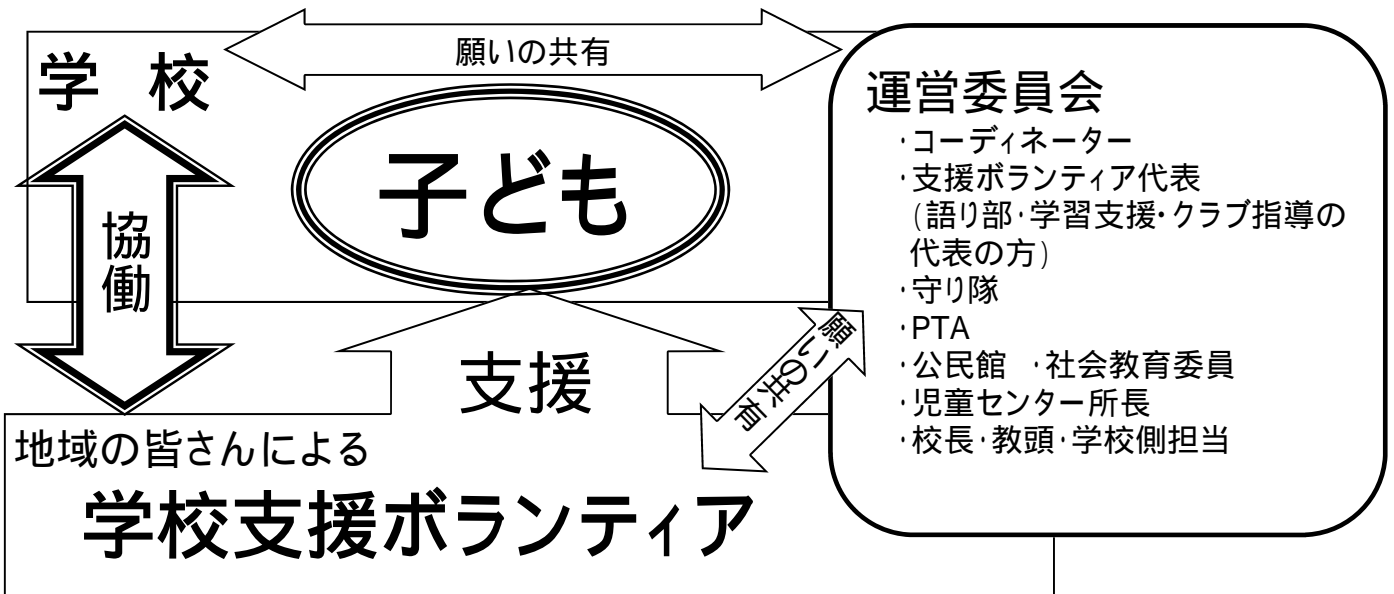 願いの共有
学 校
運営委員会
・コーディネーター
・支援ボランティア代表
(語り部・学習支援・クラブ指導の
代表の方)
・守り隊
・PTA
・公民館 ・社会教育委員
・児童センター所長
・校長・教頭・学校側担当
子ども
協働
願いの共有
支援
地域の皆さんによる
学校支援ボランティア